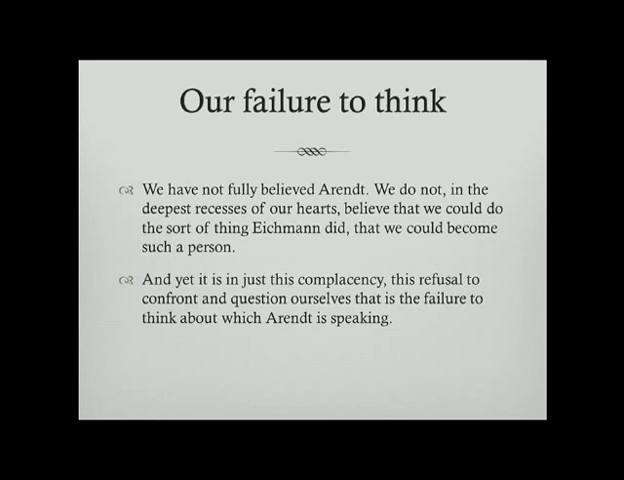 Our failure to think
We have not fully believed Arendt. We do not, in the
deepest recesses of our hearts, believe that we could do
the sort of thing Eichmann did, that we could become
such a person.
And yet it is in just this complacency, this refusal to
confront and question ourselves that is the failure to
think about which Arendt is speaking.